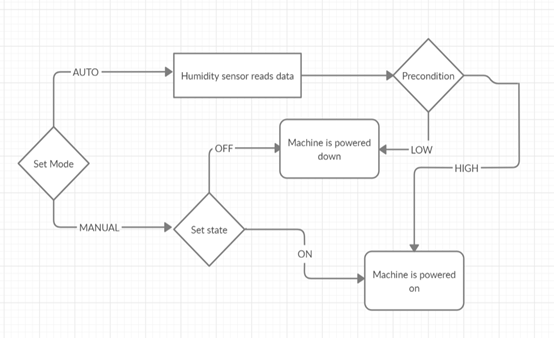 AUTO
Humidity sensor reads data
Precondition
Set Mode
OFF
Machine is powered
down
LOW
HIGH
MANUAL
Set state
ON
Machine is powered
on